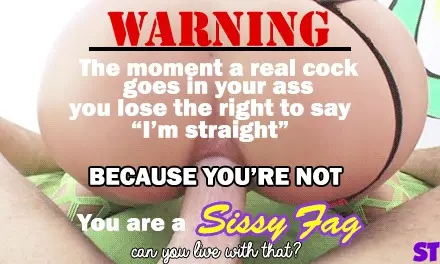 WARNING
The moment a real cock
goes in your ass
you lose the right to say
“I’m straight”
BECAUSE YOU’RE NOT
You are a Sissy Fag
can you live with that?
ST